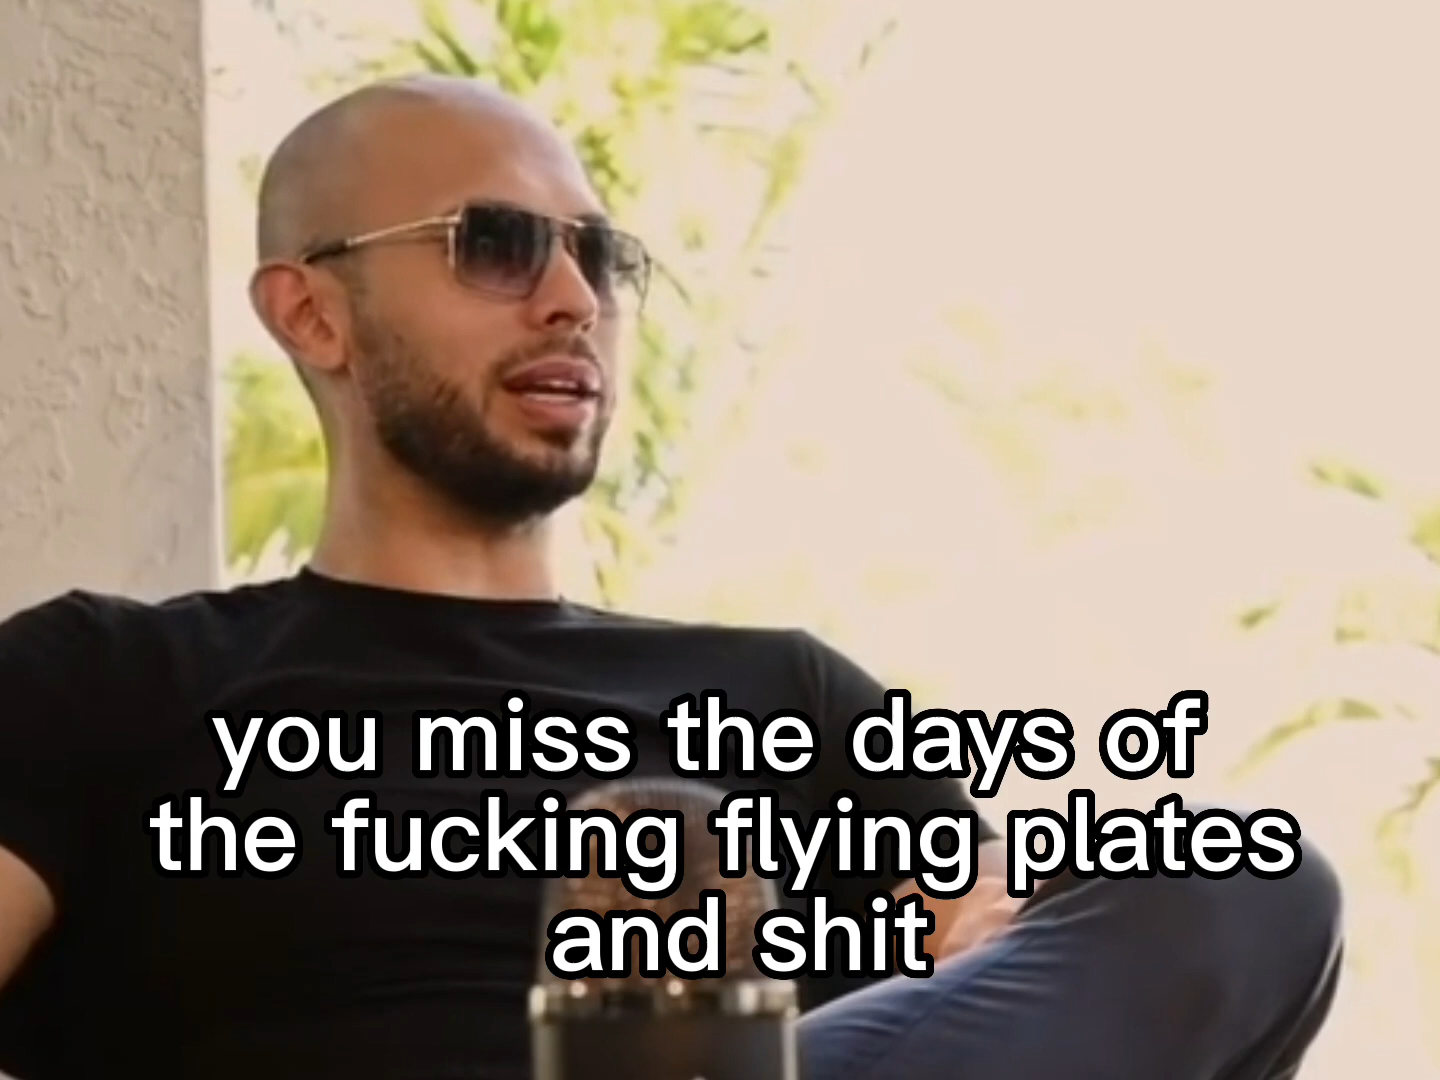 you miss the days of
the fucking flying plates
and shit